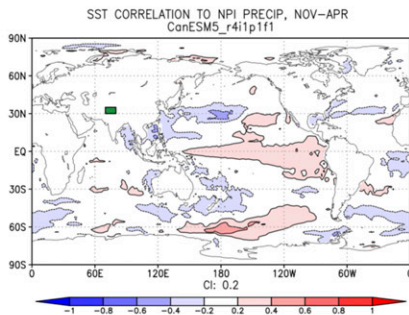 SST CORRELATION TO NPI PRECIP, NOV-APR
CanESM5_r4i1p1f1
90N
60N
30N
EQ
30S
60S
90S
0 60E 120E 180 120W 60W 0
CI: 0.2
-1 -0.8 -0.6 -0.4 -0.2 0.2 0.4 0.6 0.8 1